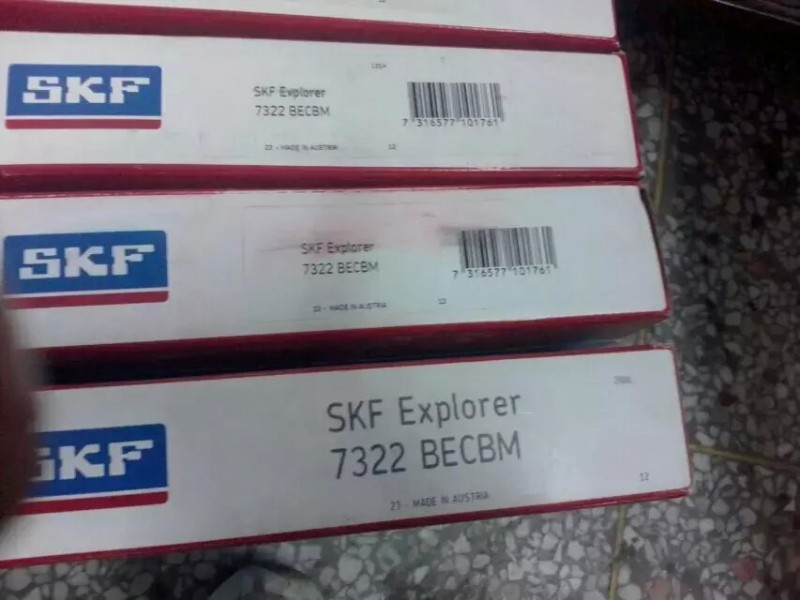 SKF
SKF Explorer
7322 BECBM
7 316577 101761
23 - MADE IN AUSTRIA
12
SKF
SKF Explorer
7322 BECBM
7 316577 101761
23 - MADE IN AUSTRIA
12
SKF
SKF Explorer
7322 BECBM
23 - MADE IN AUSTRIA
12